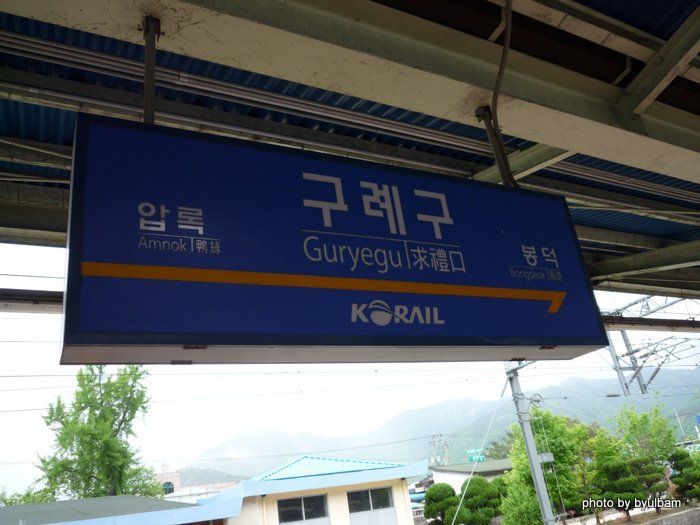 압록
Amnok 鴨綠
구례구
Guryegu 求禮口
봉덕
Bongdeok
KORAIL
photo by byulbam